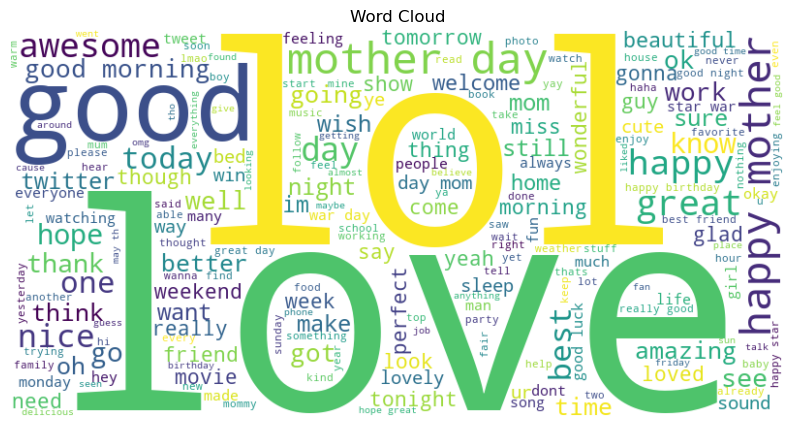 Word Cloud
lol
love
good
awesome
good morning
mother day
tomorrow
tweet
soon
went
lmao
found
warm
boy
feeling
photo
watch
read
yay
beautiful
house
never
even
ok
gonna
good time
good night
haha
guy
work
star war
feel good
happy mother
going
show
welcome
ye
start
mine
book
music
mom
take
wonderful
sure
cute
enjoy
favorite
know
wish
getting
day
world
thing
miss
still
people
believe
always
follow
feel
almost
maybe
night
day mom
home
ya
im
done
come
morning
war day
school
working
fun
saw
wait
right
happy
liked
nothing
enjoying
okay
happy birthday
great
u
best friend
glad
place
around
omg
tho
everything
give
looking
cause
please
mum
hear
today
bed
though
win
twitter
everyone
let
watching
said
able
well
many
hope
way
thought
great day
may th
thank
better
wanna
find
say
yeah
yet
tell
weather
stuff
thats
much
hour
girl
one
yesterday
another
weekend
think
guess
want
really
nice
hi
go
trying
every
oh
friend
family
hey
movie
birthday
monday
seen
made
new
need
delicious
mommy
food
week
phone
something
make
sunday
got
year
kind
perfect
look
lovely
tonight
hope great
sleep
anything
man
top
party
job
fair
ur
dont
song
best
good luck
keep
lot
help
two
time
fan
life
really good
amazing
sun
friday
loved
baby
already
see
sound
talk
happy star